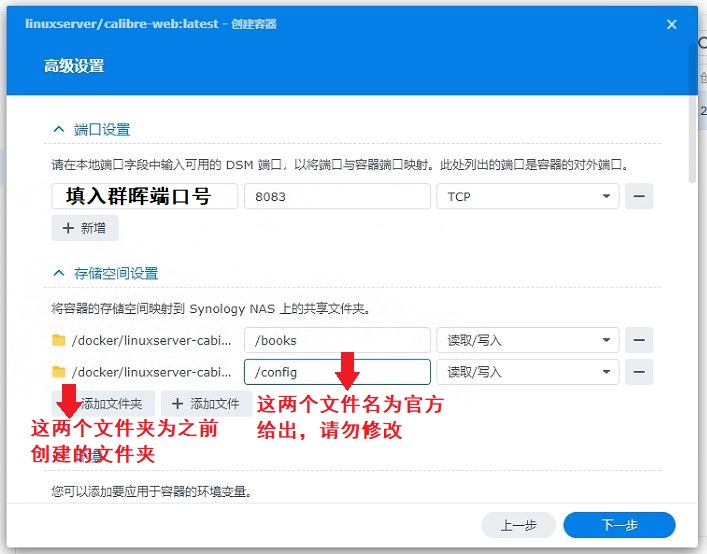 linuxserver/calibre-web:latest - 创建容器
高级设置
端口设置
请在本地端口字段中输入可用的 DSM 端口，以将端口与容器端口映射。此处列出的端口是容器的对外端口。
填入群晖端口号 8083 TCP
新增
存储空间设置
将容器的存储空间映射到 Synology NAS 上的共享文件夹。
/docker/linuxserver-cabi... /books 读取/写入
/docker/linuxserver-cabi... /config 读取/写入
添加文件夹 添加文件
这两个文件夹为之前
创建的文件夹
这两个文件名为官方
给出，请勿修改
您可以添加要应用于容器的环境变量。
上一步 下一步